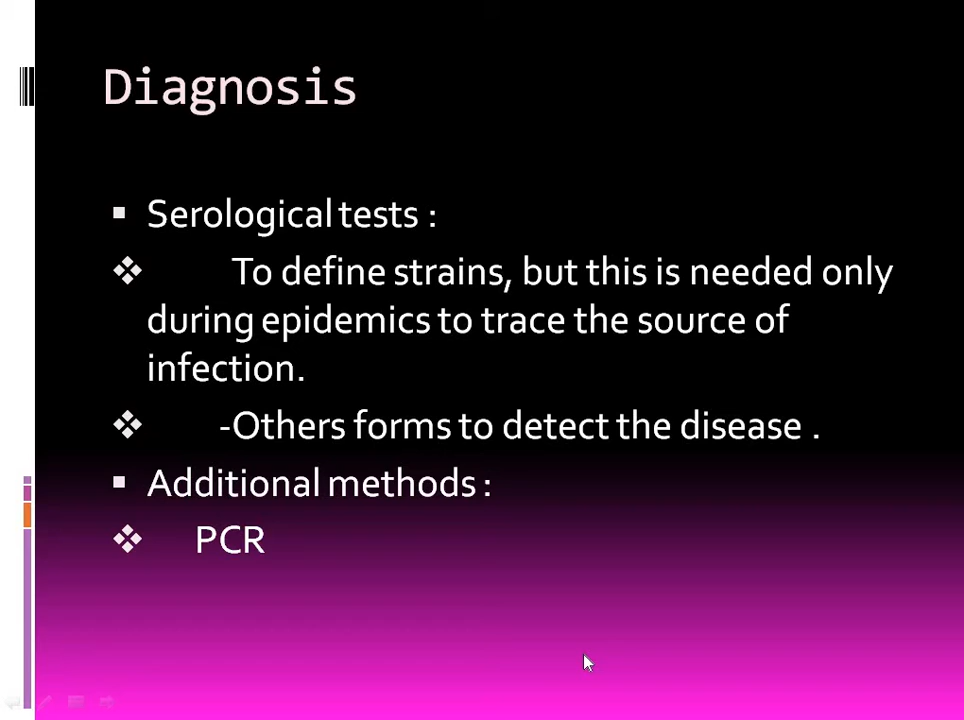 Diagnosis
▪ Serological tests :
❖ To define strains, but this is needed only
during epidemics to trace the source of
infection.
❖ -Others forms to detect the disease .
▪ Additional methods :
❖ PCR